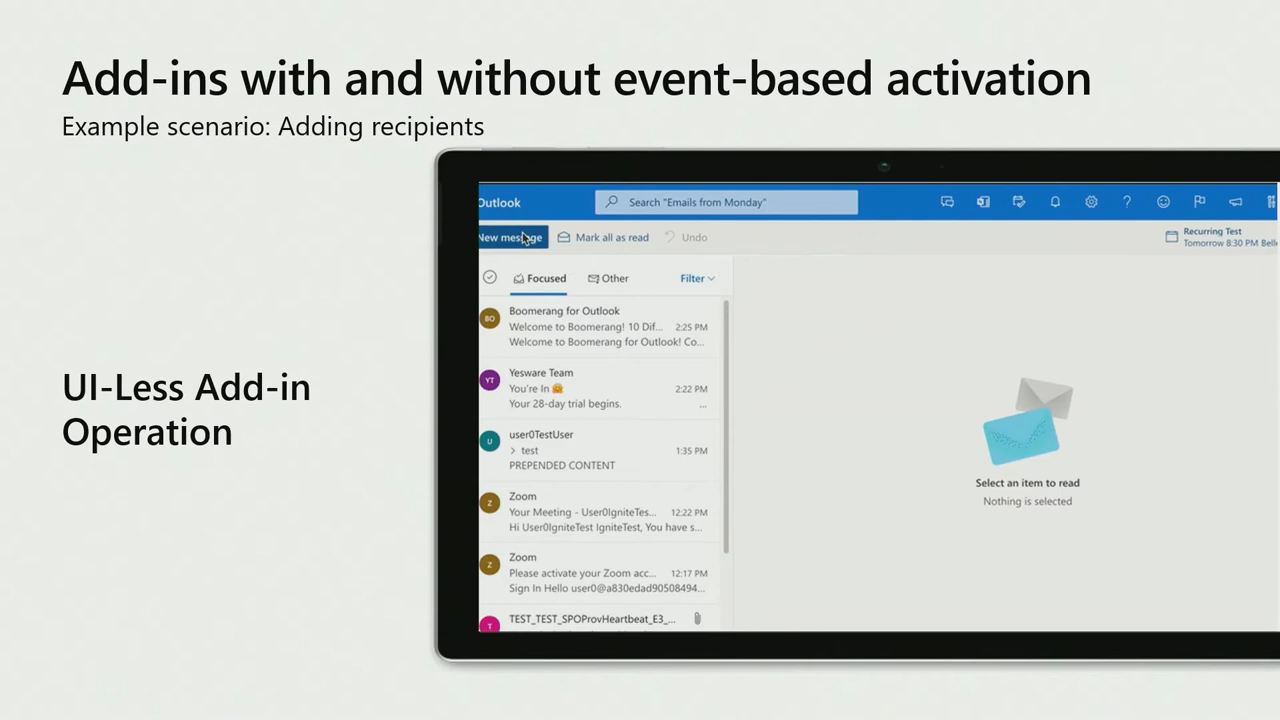 Add-ins with and without event-based activation
Example scenario: Adding recipients
UI-Less Add-in
Operation
Outlook
Search "Emails from Monday"
New message
Mark all as read
Undo
Recurring Test
Tomorrow 8:30 PM Belle
Focused
Other
Filter
BO
Boomerang for Outlook
Welcome to Boomerang! 10 Dif... 2:25 PM
Welcome to Boomerang for Outlook! Co...
YT
Yesware Team
You're In 🤗 2:22 PM
Your 28-day trial begins. ...
U
user0TestUser
> test 1:35 PM
PREPENDED CONTENT
Z
Zoom
Your Meeting - User0IgniteTes... 12:22 PM
Hi User0IgniteTest IgniteTest, You have s...
Z
Zoom
Please activate your Zoom acc... 12:17 PM
Sign In Hello user0@a830edad90508494...
T
TEST_TEST_SPOProvHeartbeat_E3_...
Select an item to read
Nothing is selected